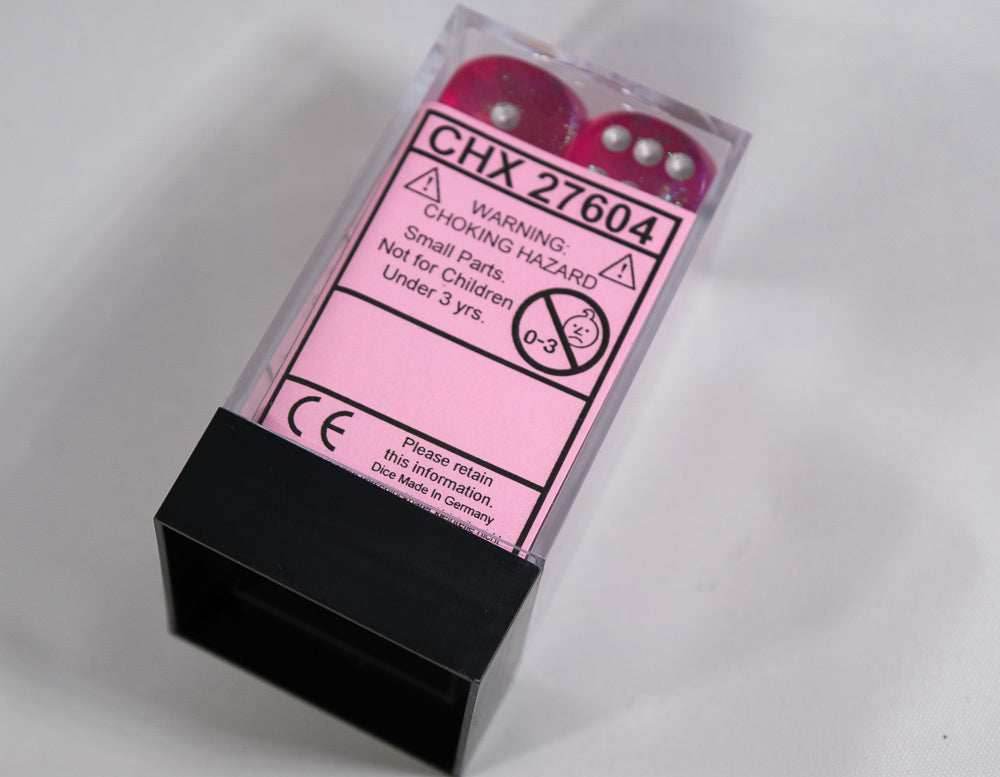 CHX 27604
WARNING:
CHOKING HAZARD
Small Parts.
Not for Children
Under 3 yrs.
0-3
CE
Please retain
this information.
Dice Made In Germany